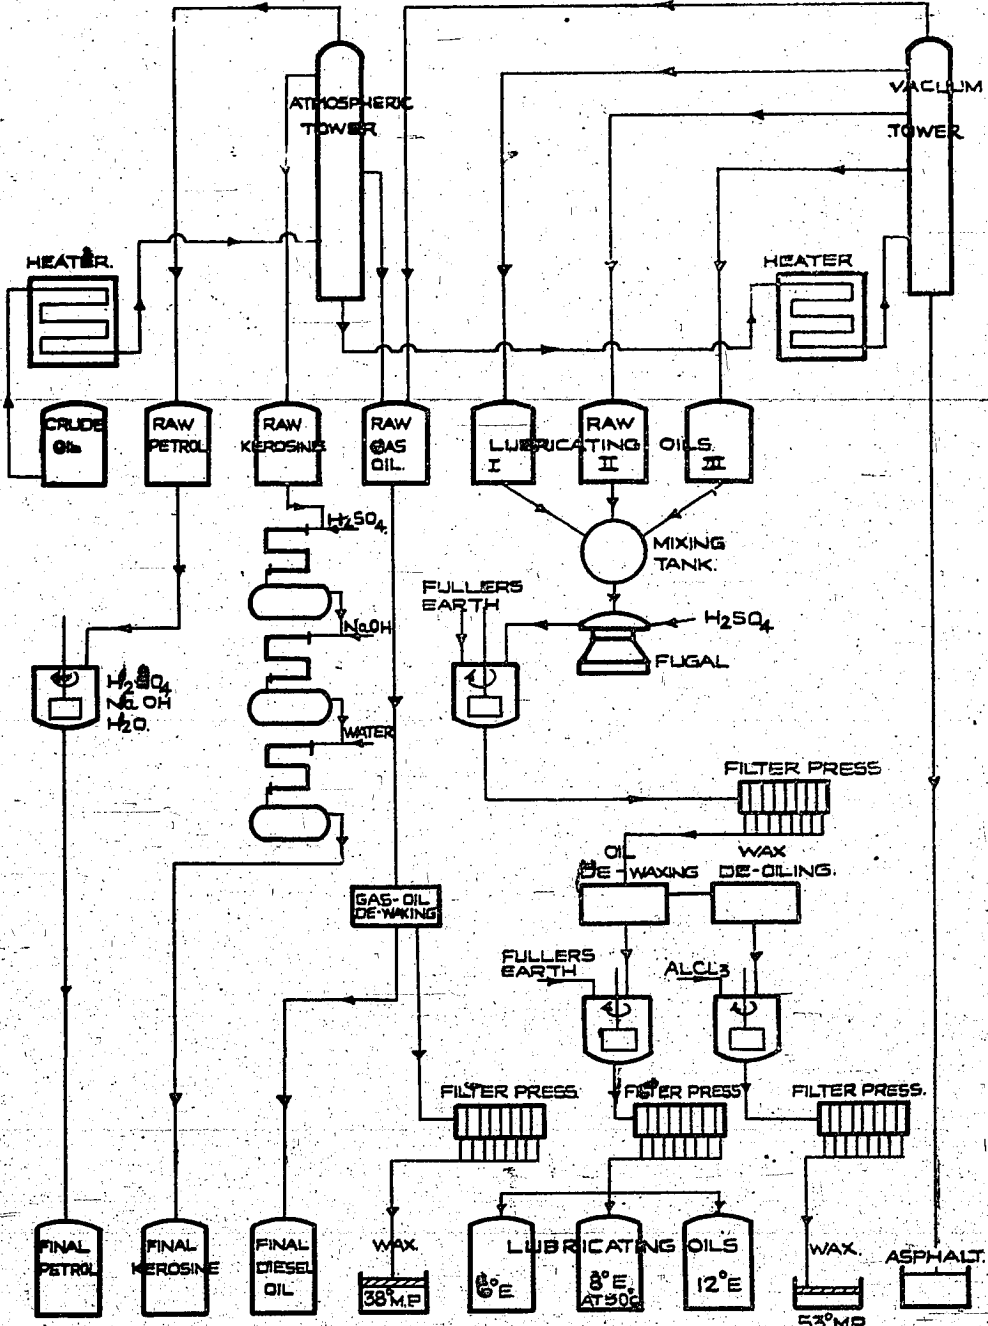 ATMOSPHERIC
TOWER
VACUUM
TOWER
HEATER.
HEATER
CRUDE
OIL
RAW
PETROL
RAW
KEROSINE
RAW
GAS
OIL.
RAW
LUBRICATING OILS.
I II III
H2SO4.
MIXING
TANK.
FULLERS
EARTH
NaOH
H2SO4
FUGAL
H2SO4
NaOH
H2O.
WATER
FILTER PRESS
OIL
DE-WAXING
WAX
DE-OILING.
GAS-OIL
DE-WAXING
FULLERS
EARTH
ALCL3
FILTER PRESS.
FILTER PRESS
FILTER PRESS.
FINAL
PETROL
FINAL
KEROSINE
FINAL
DIESEL
OIL
WAX.
38°M.P
LUBRICATING OILS
6°E
8°E
AT 50°C
12°E
WAX.
53°M.P
ASPHALT.